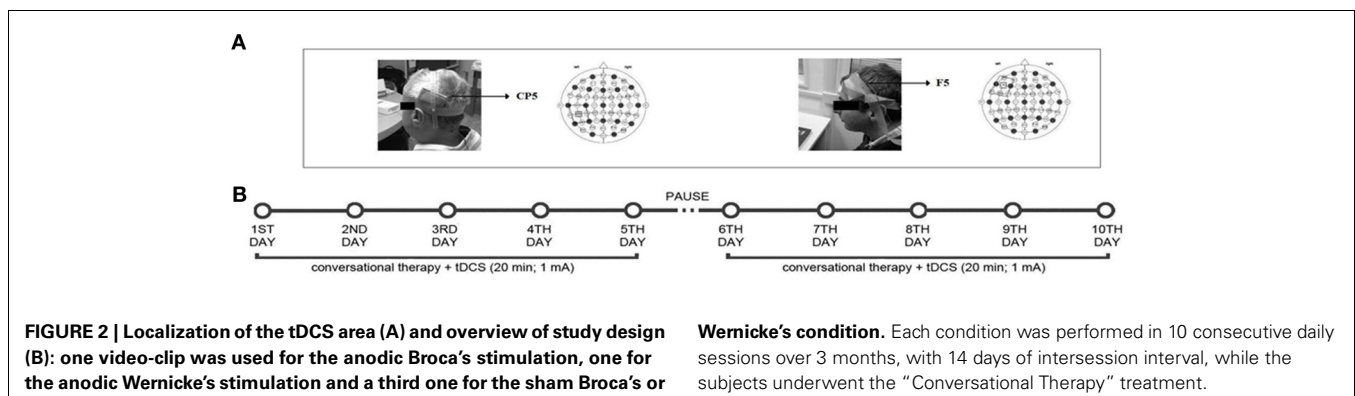 A
CP5
F5
B
PAUSE
1ST DAY
2ND DAY
3RD DAY
4TH DAY
5TH DAY
6TH DAY
7TH DAY
8TH DAY
9TH DAY
10TH DAY
conversational therapy + tDCS (20 min; 1 mA)
conversational therapy + tDCS (20 min; 1 mA)
FIGURE 2 | Localization of the tDCS area (A) and overview of study design
(B): one video-clip was used for the anodic Broca's stimulation, one for
the anodic Wernicke's stimulation and a third one for the sham Broca's or
Wernicke's condition. Each condition was performed in 10 consecutive daily
sessions over 3 months, with 14 days of intersession interval, while the
subjects underwent the “Conversational Therapy” treatment.